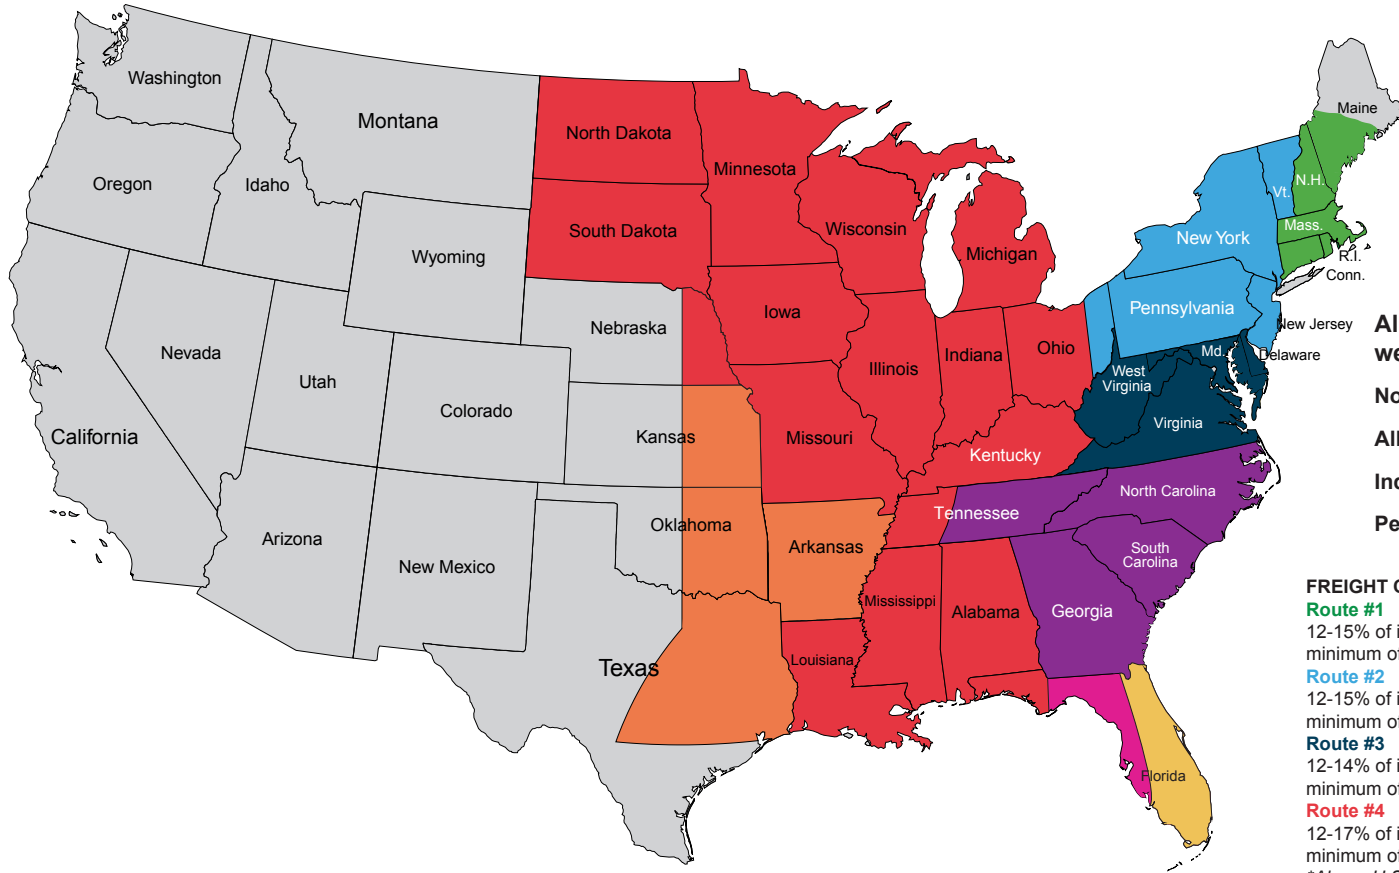 Washington
Montana
North Dakota
Minnesota
Maine
Oregon
Idaho
Vt.
N.H.
Wyoming
South Dakota
Wisconsin
Michigan
New York
Mass.
R.I.
Conn.
Nebraska
Iowa
Pennsylvania
New Jersey
Nevada
Utah
Colorado
Illinois
Indiana
Ohio
West
Virginia
Md.
Delaware
California
Kansas
Missouri
Kentucky
Virginia
Arizona
New Mexico
Oklahoma
Arkansas
Tennessee
North Carolina
South
Carolina
Texas
Louisiana
Mississippi
Alabama
Georgia
Florida
No
All
FREIGHT
Route #1
12-15% of
minimum
Route #2
12-15% of
minimum
Route #3
12-14% of
minimum
Route #4
12-17% of
minimum